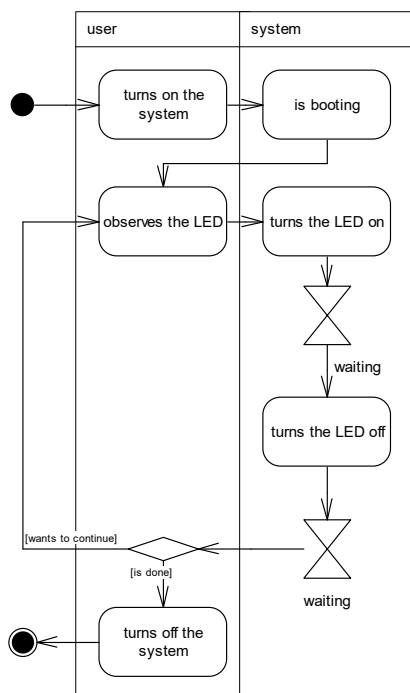 user
system
turns on the
system
is booting
observes the LED
turns the LED on
waiting
turns the LED off
[wants to continue]
[is done]
waiting
turns off the
system